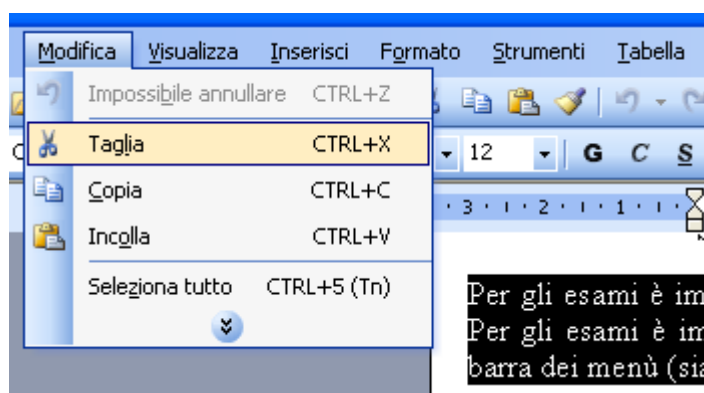 Modifica Visualizza Inserisci Formato Strumenti Tabella
Impossibile annullare CTRL+Z
Taglia CTRL+X
12 G C S
Copia CTRL+C
3 2 1
Incolla CTRL+V
Seleziona tutto CTRL+5 (Tn)
Per gli esami è im
Per gli esami è im
barra dei menù (sia